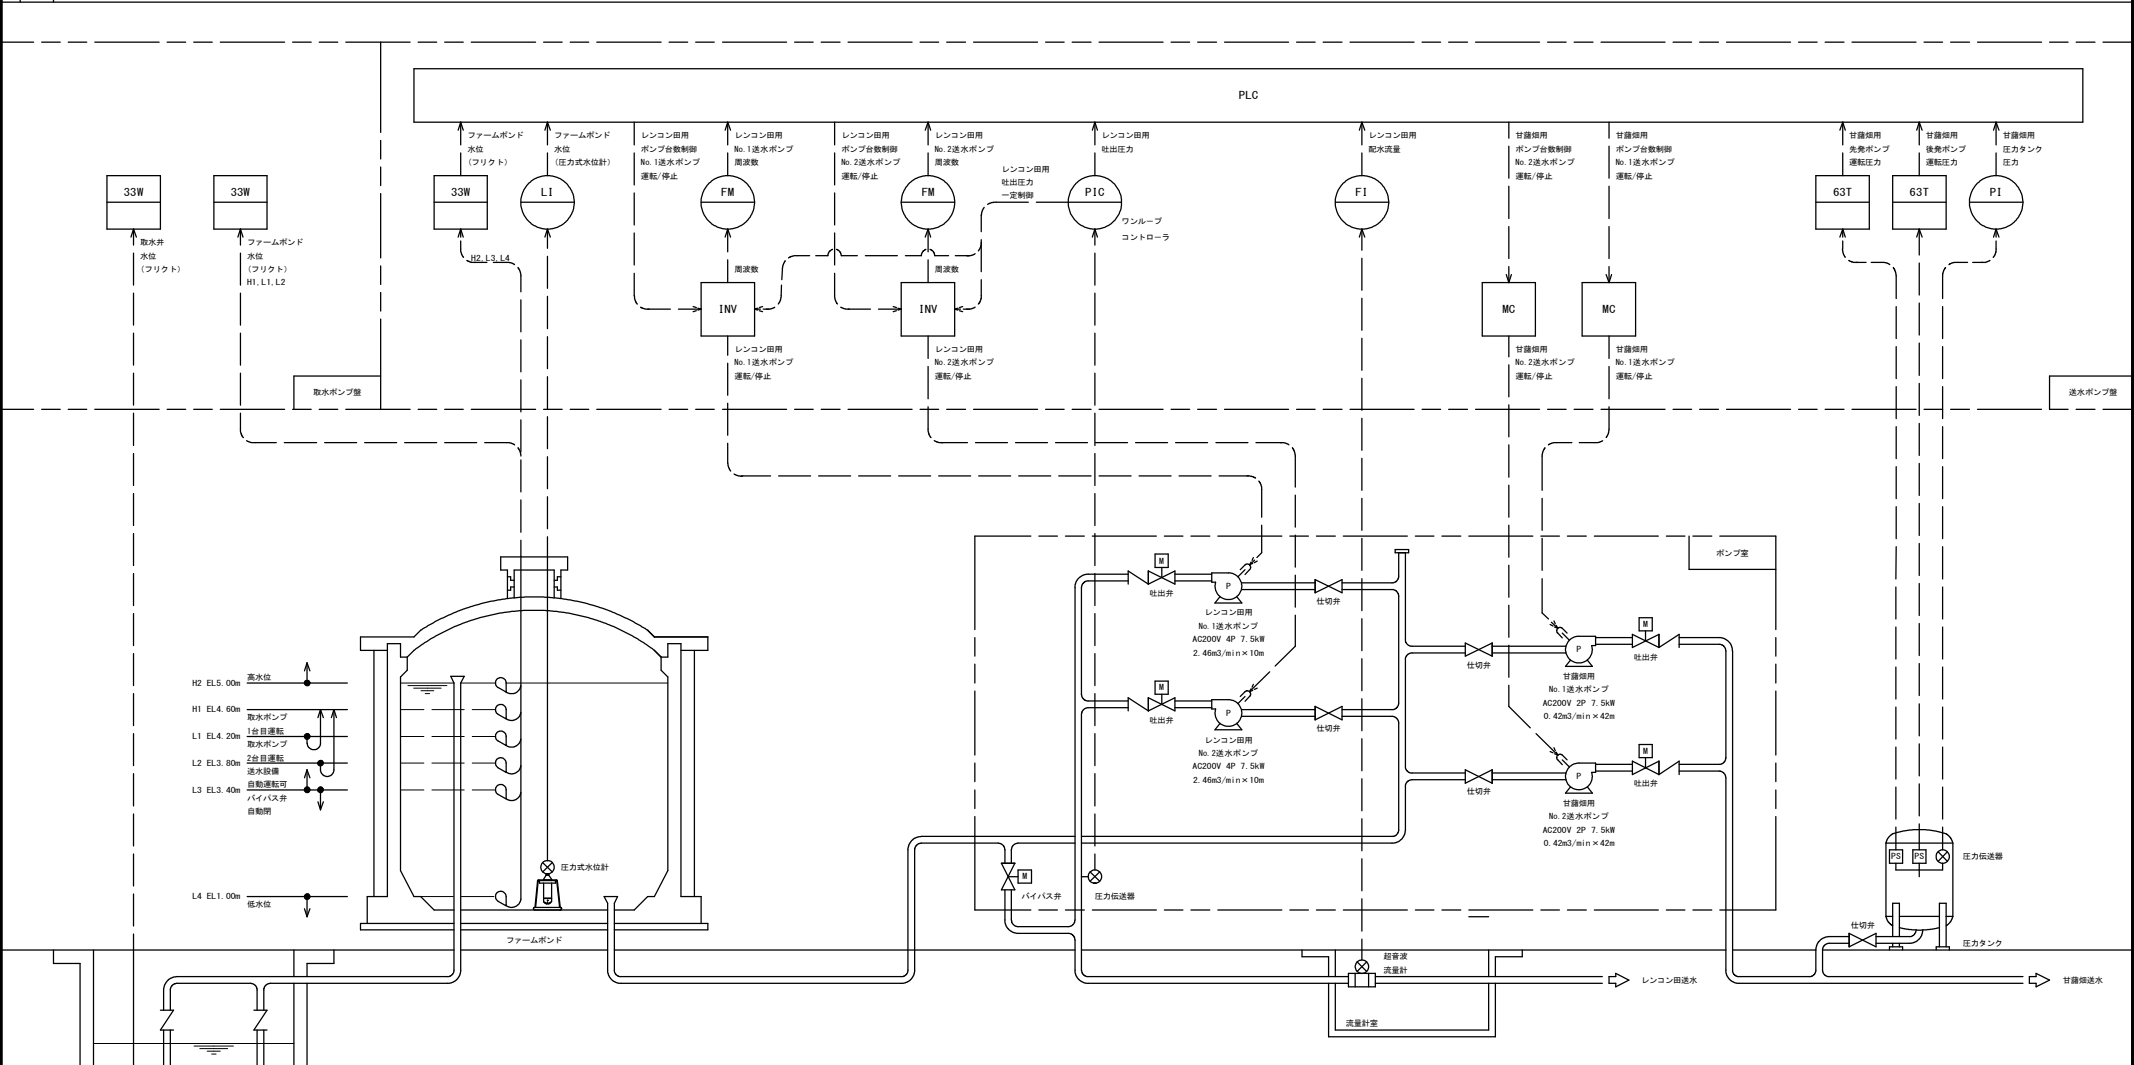 PLC
ファームポンド
水位
(フリクト)
ファームポンド
水位
(圧力式水位計)
レンコン田用
ポンプ台数制御
No.1送水ポンプ
運転/停止
レンコン田用
No.1送水ポンプ
周波数
レンコン田用
ポンプ台数制御
No.2送水ポンプ
運転/停止
レンコン田用
No.2送水ポンプ
周波数
レンコン田用
吐出圧力
一定制御
レンコン田用
吐出圧力
レンコン田用
配水流量
甘藷畑用
ポンプ台数制御
No.2送水ポンプ
運転/停止
甘藷畑用
ポンプ台数制御
No.1送水ポンプ
運転/停止
甘藷畑用
先発ポンプ
運転圧力
甘藷畑用
後発ポンプ
運転圧力
甘藷畑用
圧力タンク
圧力
33W
33W
33W
LI
FM
FM
PIC
FI
63T
63T
PI
ワンループ
コントローラ
取水井
水位
(フリクト)
ファームポンド
水位
(フリクト)
H1,L1,L2
H2,L3,L4
周波数
周波数
INV
INV
MC
MC
レンコン田用
No.1送水ポンプ
運転/停止
レンコン田用
No.2送水ポンプ
運転/停止
甘藷畑用
No.2送水ポンプ
運転/停止
甘藷畑用
No.1送水ポンプ
運転/停止
取水ポンプ盤
送水ポンプ盤
ポンプ室
M
P
吐出弁
仕切弁
レンコン田用
No.1送水ポンプ
AC200V 4P 7.5kW
2.46m3/min×10m
M
P
吐出弁
仕切弁
レンコン田用
No.2送水ポンプ
AC200V 4P 7.5kW
2.46m3/min×10m
仕切弁
P
M
吐出弁
甘藷畑用
No.1送水ポンプ
AC200V 2P 7.5kW
0.42m3/min×42m
仕切弁
P
M
吐出弁
甘藷畑用
No.2送水ポンプ
AC200V 2P 7.5kW
0.42m3/min×42m
H2 EL5.00m 高水位
H1 EL4.60m
取水ポンプ
1台目運転
L1 EL4.20m
取水ポンプ
2台目運転
L2 EL3.80m
送水設備
自動運転可
L3 EL3.40m
バイパス弁
自動閉
L4 EL1.00m
低水位
圧力式水位計
ファームポンド
M
バイパス弁
圧力伝送器
PS
PS
圧力伝送器
仕切弁
圧力タンク
超音波
流量計
流量計室
レンコン田送水
甘藷畑送水